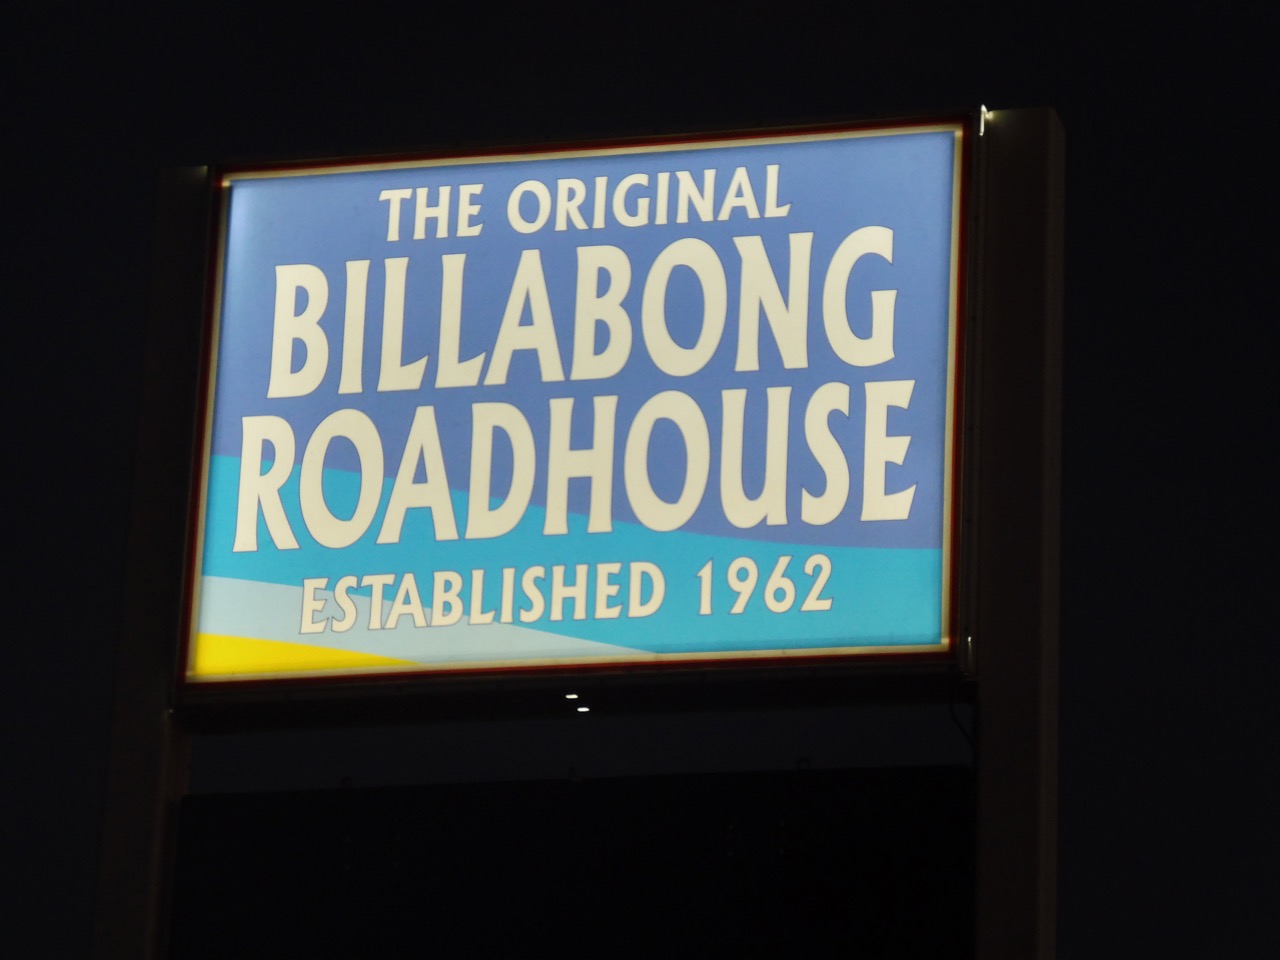 THE ORIGINAL
BILLABONG
ROADHOUSE
ESTABLISHED 1962